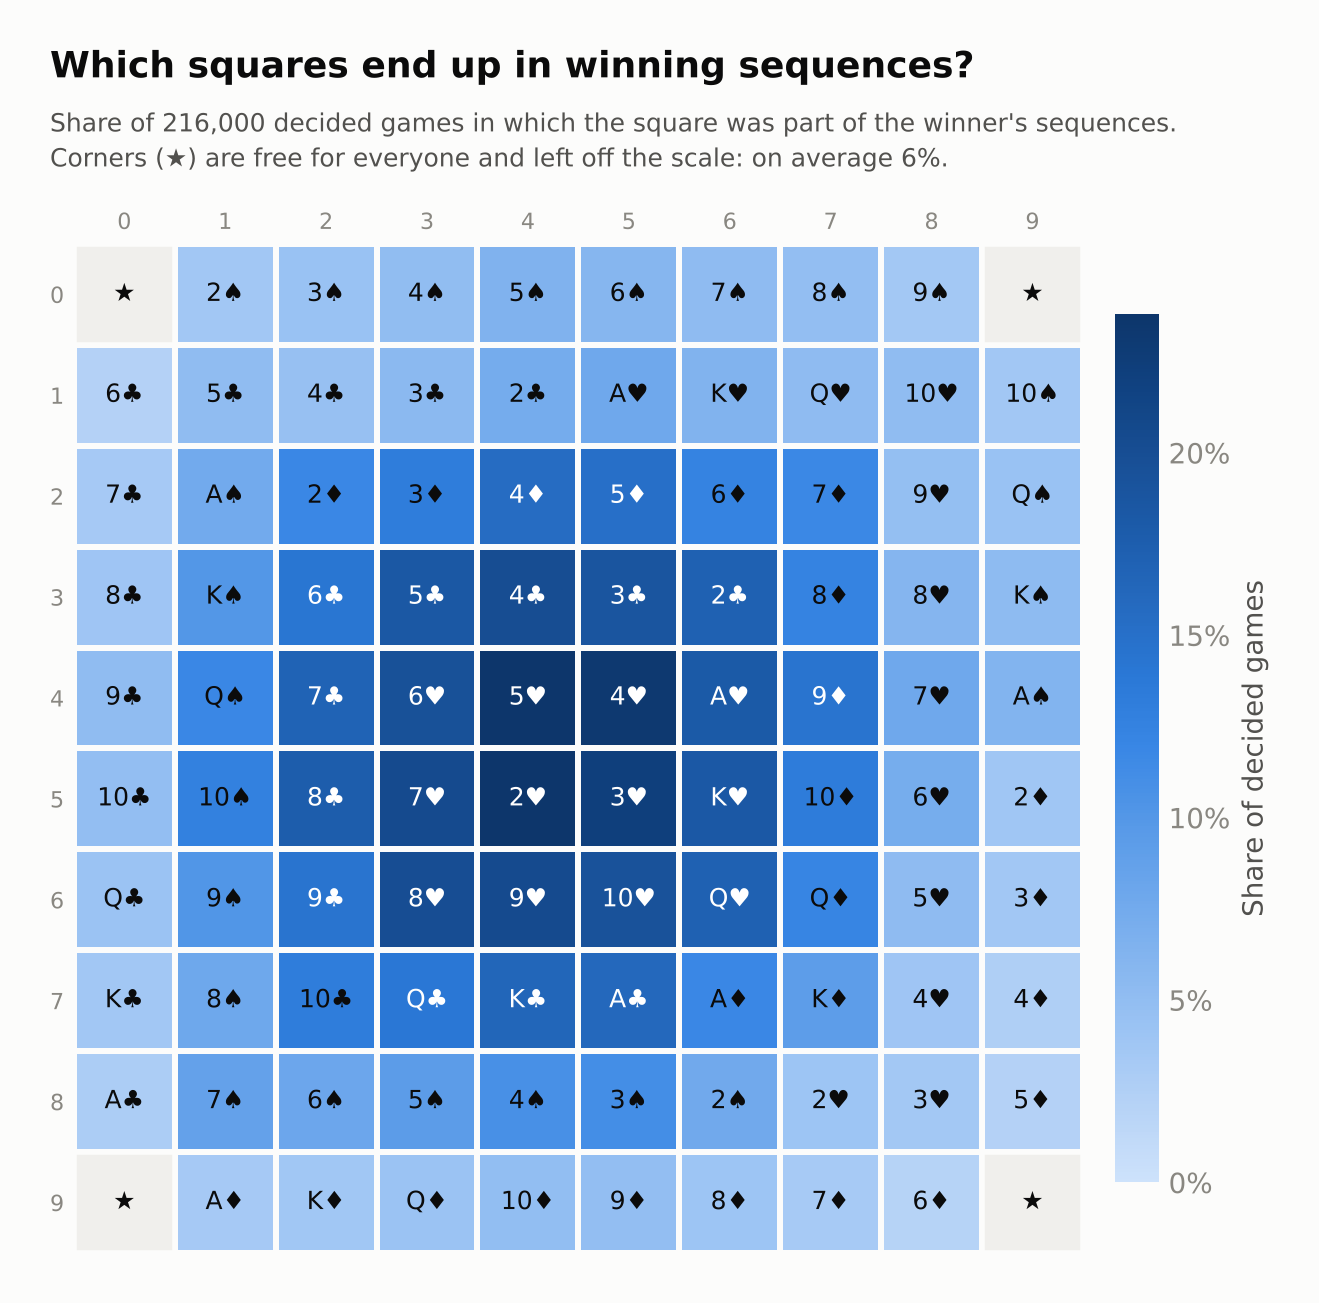 Which squares end up in winning sequences?
Share of 216,000 decided games in which the square was part of the winner's sequences.
Corners (★) are free for everyone and left off the scale: on average 6%.
0 1 2 3 4 5 6 7 8 9
0 ★ 2♠ 3♠ 4♠ 5♠ 6♠ 7♠ 8♠ 9♠ ★
1 6♣ 5♣ 4♣ 3♣ 2♣ A♥ K♥ Q♥ 10♥ 10♠
2 7♣ A♠ 2♦ 3♦ 4♦ 5♦ 6♦ 7♦ 9♥ Q♠
3 8♣ K♠ 6♣ 5♣ 4♣ 3♣ 2♣ 8♦ 8♥ K♠
4 9♣ Q♠ 7♣ 6♥ 5♥ 4♥ A♥ 9♦ 7♥ A♠
5 10♣ 10♠ 8♣ 7♥ 2♥ 3♥ K♥ 10♦ 6♥ 2♦
6 Q♣ 9♠ 9♣ 8♥ 9♥ 10♥ Q♥ Q♦ 5♥ 3♦
7 K♣ 8♠ 10♣ Q♣ K♣ A♣ A♦ K♦ 4♥ 4♦
8 A♣ 7♠ 6♠ 5♠ 4♠ 3♠ 2♠ 2♥ 3♥ 5♦
9 ★ A♦ K♦ Q♦ 10♦ 9♦ 8♦ 7♦ 6♦ ★
20%
15%
10%
5%
0%
Share of decided games